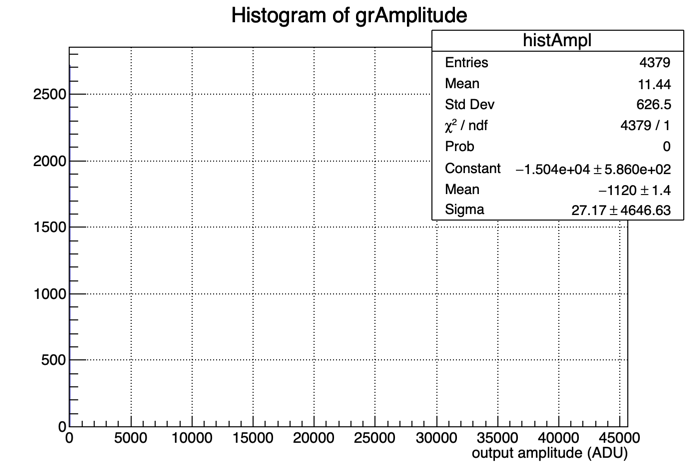 Histogram of grAmplitude
histAmpl
Entries 4379
Mean 11.44
Std Dev 626.5
χ² / ndf 4379 / 1
Prob 0
Constant −1.504e+04 ± 5.860e+02
Mean −1120 ± 1.4
Sigma 27.17 ± 4646.63
2500
2000
1500
1000
500
0
0 5000 10000 15000 20000 25000 30000 35000 40000 45000
output amplitude (ADU)